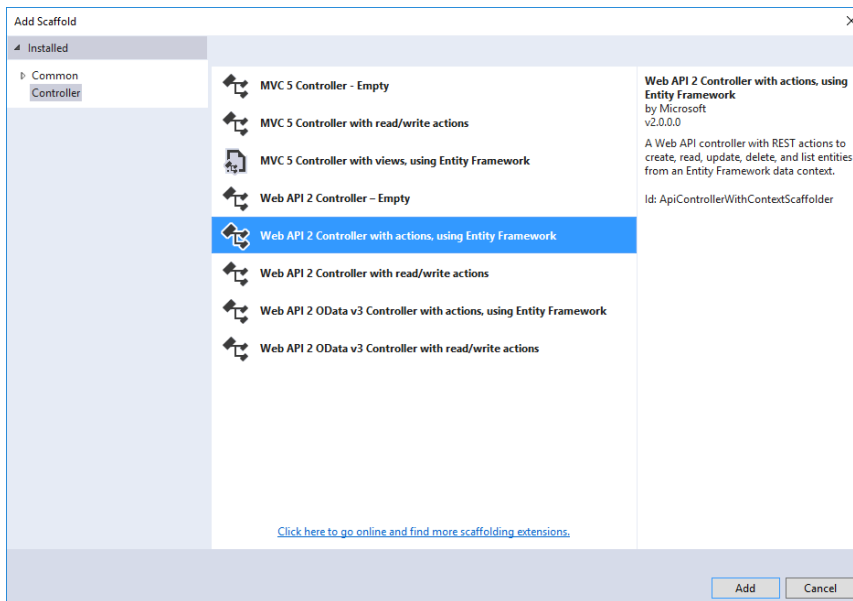 Add Scaffold
Installed
Common
Controller
MVC 5 Controller - Empty
MVC 5 Controller with read/write actions
MVC 5 Controller with views, using Entity Framework
Web API 2 Controller – Empty
Web API 2 Controller with actions, using Entity Framework
Web API 2 Controller with read/write actions
Web API 2 OData v3 Controller with actions, using Entity Framework
Web API 2 OData v3 Controller with read/write actions
Click here to go online and find more scaffolding extensions.
Web API 2 Controller with actions, using
Entity Framework
by Microsoft
v2.0.0.0
A Web API controller with REST actions to
create, read, update, delete, and list entities
from an Entity Framework data context.
Id: ApiControllerWithContextScaffolder
Add
Cancel